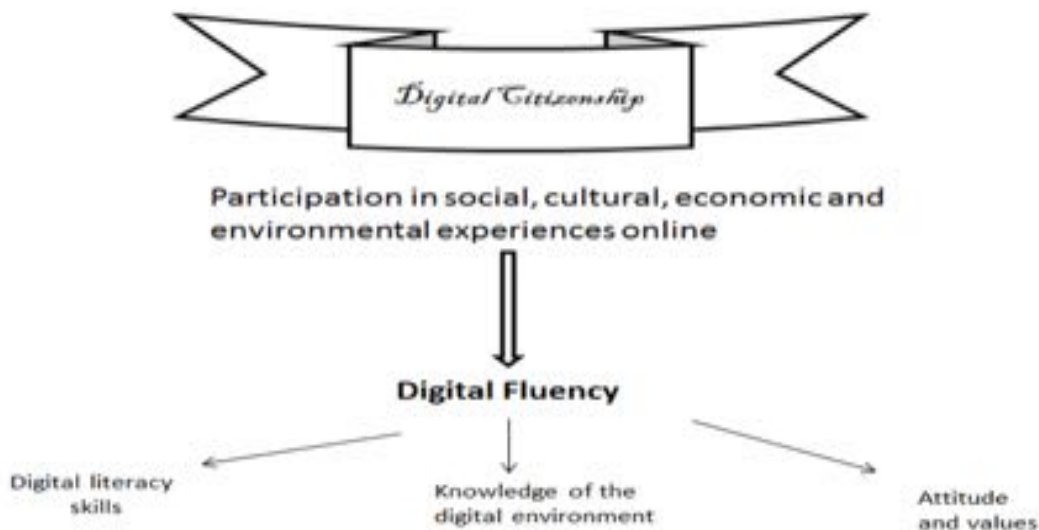 Digital Citizonship
Participation in social, cultural, economic and
environmental experiences online
Digital Fluency
Digital literacy
skills
Knowledge of the
digital environment
Attitude
and values